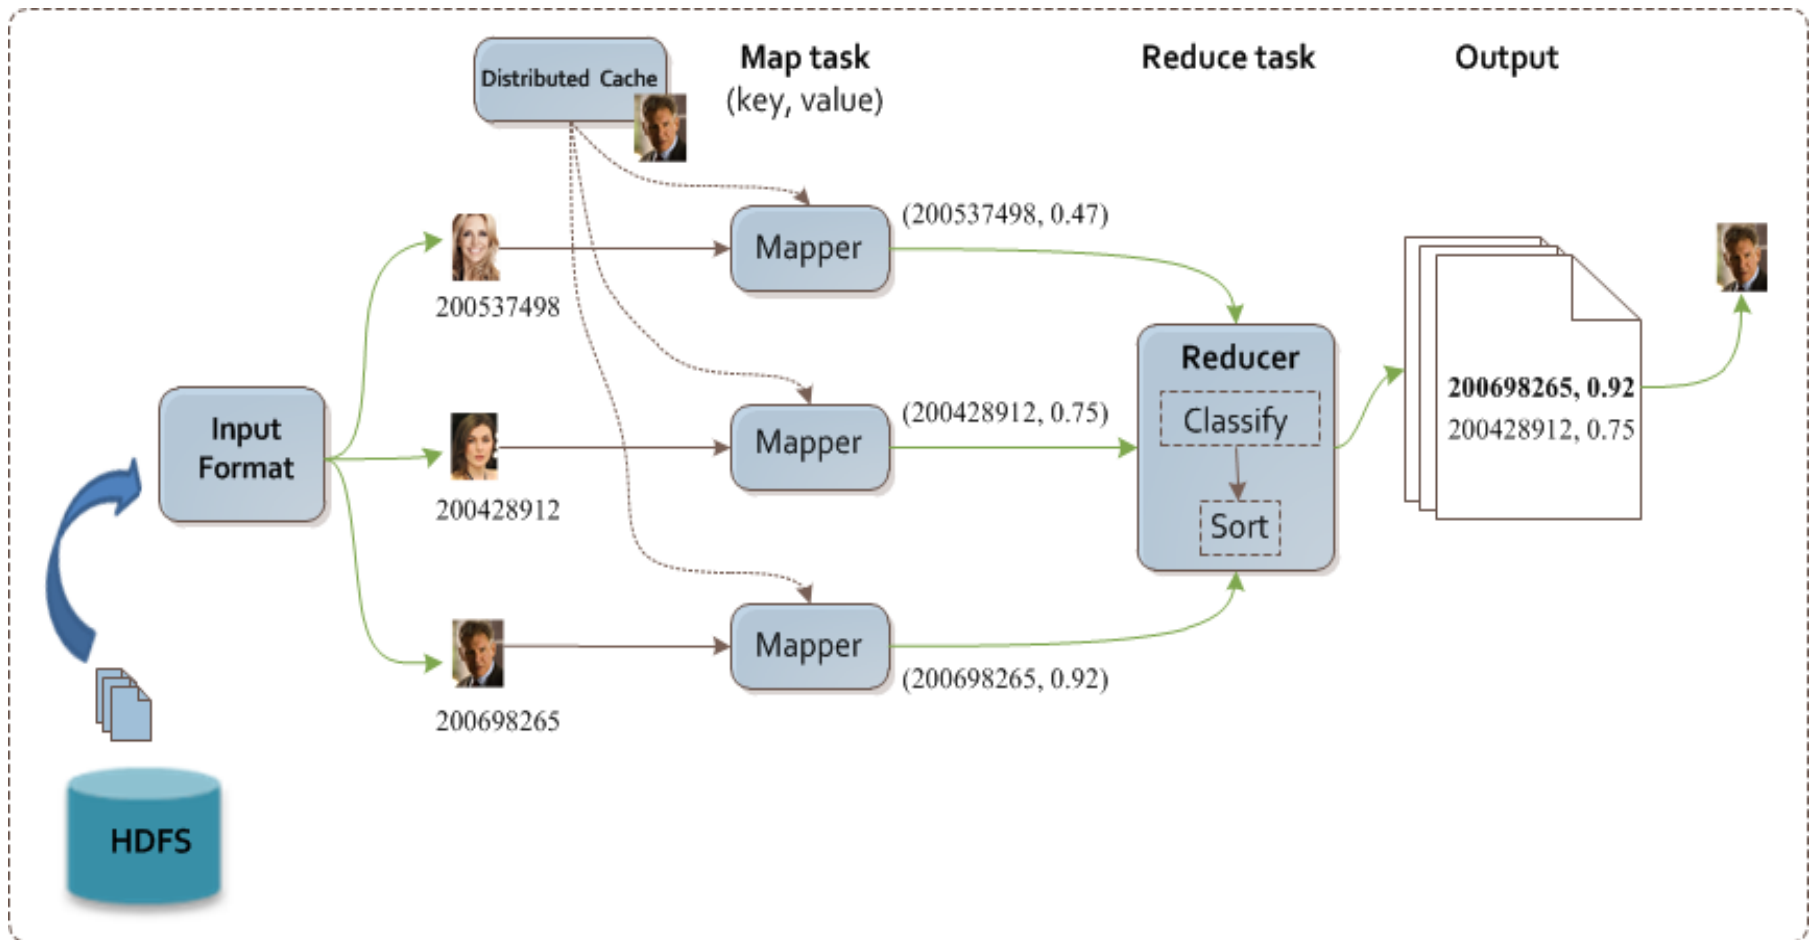 Distributed Cache
Map task
(key, value)
Reduce task
Output
(200537498, 0.47)
Mapper
200537498
Input
Format
(200428912, 0.75)
Mapper
200428912
Reducer
Classify
Sort
200698265, 0.92
200428912, 0.75
Mapper
(200698265, 0.92)
200698265
HDFS